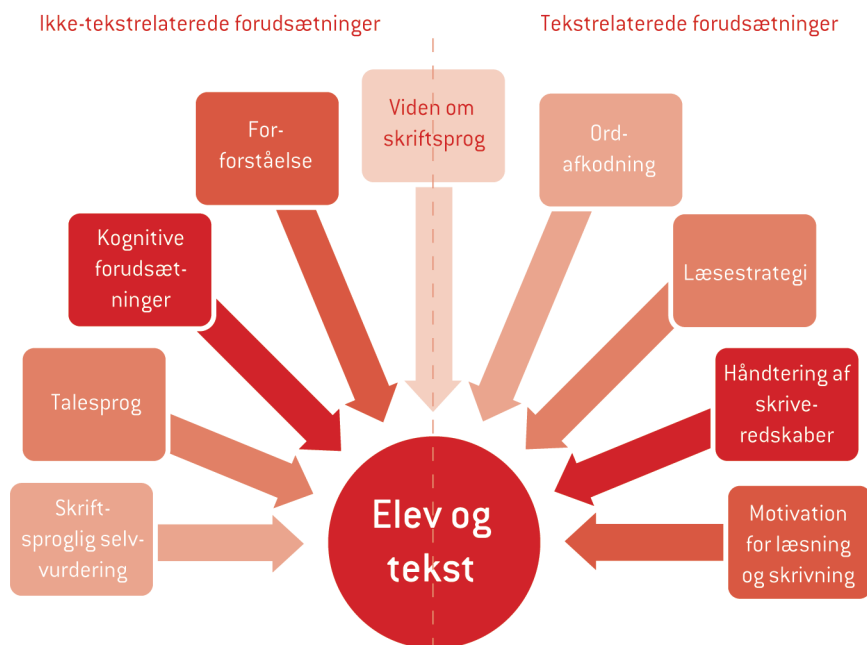 Ikke-tekstrelaterede forudsætninger
Tekstrelaterede forudsætninger
Viden om
skriftsprog
For-
forståelse
Ord-
afkodning
Kognitive
forudsæt-
ninger
Læsestrategi
Talesprog
Håndtering af
skrive-
redskaber
Skrift-
sproglig selv-
vurdering
Motivation
for læsning
og skrivning
Elev og
tekst